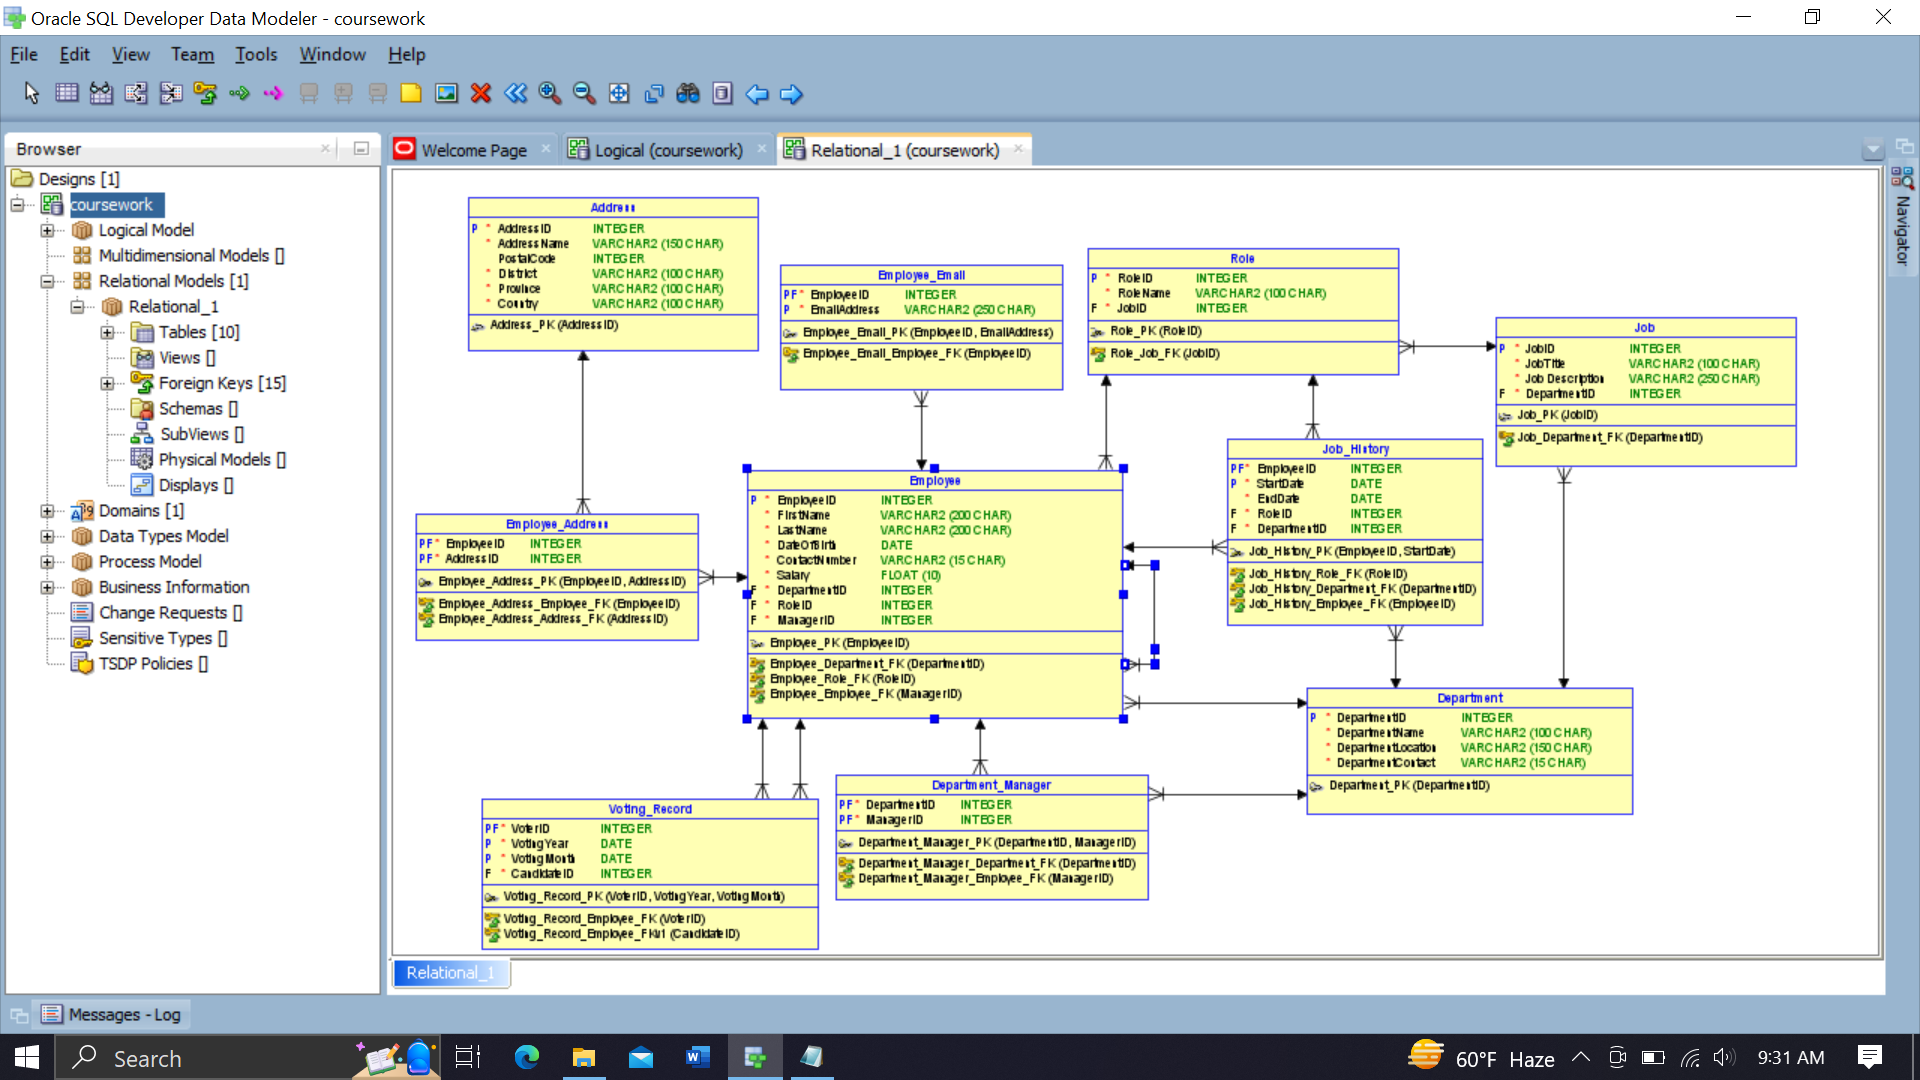 Oracle SQL Developer Data Modeler - coursework
File Edit View Team Tools Window Help
Browser
Designs [1]
coursework
Logical Model
Multidimensional Models []
Relational Models [1]
Relational_1
Tables [10]
Views []
Foreign Keys [15]
Schemas []
SubViews []
Physical Models []
Displays []
Domains [1]
Data Types Model
Process Model
Business Information
Change Requests []
Sensitive Types []
TSDP Policies []
Welcome Page
Logical (coursework)
Relational_1 (coursework)
Navigator
Address
P * AddressID INTEGER
* AddressName VARCHAR2 (150 CHAR)
PostalCode INTEGER
* District VARCHAR2 (100 CHAR)
* Province VARCHAR2 (100 CHAR)
* Country VARCHAR2 (100 CHAR)
Address_PK (AddressID)
Employee_Email
PF* EmployeeID INTEGER
P * EmailAddress VARCHAR2 (250 CHAR)
Employee_Email_PK (EmployeeID, EmailAddress)
Employee_Email_Employee_FK (EmployeeID)
Role
P * RoleID INTEGER
* RoleName VARCHAR2 (100 CHAR)
F * JobID INTEGER
Role_PK (RoleID)
Role_Job_FK (JobID)
Job
P * JobID INTEGER
* JobTitle VARCHAR2 (100 CHAR)
* Job Description VARCHAR2 (250 CHAR)
F * DepartmentID INTEGER
Job_PK (JobID)
Job_Department_FK (DepartmentID)
Job_History
PF* EmployeeID INTEGER
P * StartDate DATE
* EndDate DATE
F * RoleID INTEGER
F * DepartmentID INTEGER
Job_History_PK (EmployeeID, StartDate)
Job_History_Role_FK (RoleID)
Job_History_Department_FK (DepartmentID)
Job_History_Employee_FK (EmployeeID)
Employee
P * EmployeeID INTEGER
* FirstName VARCHAR2 (200 CHAR)
* LastName VARCHAR2 (200 CHAR)
* DateOfBirth DATE
* ContactNumber VARCHAR2 (15 CHAR)
* Salary FLOAT (10)
F * DepartmentID INTEGER
F * RoleID INTEGER
F * ManagerID INTEGER
Employee_PK (EmployeeID)
Employee_Department_FK (DepartmentID)
Employee_Role_FK (RoleID)
Employee_Employee_FK (ManagerID)
Employee_Address
PF* EmployeeID INTEGER
PF* AddressID INTEGER
Employee_Address_PK (EmployeeID, AddressID)
Employee_Address_Employee_FK (EmployeeID)
Employee_Address_Address_FK (AddressID)
Department
P * DepartmentID INTEGER
* DepartmentName VARCHAR2 (100 CHAR)
* DepartmentLocation VARCHAR2 (150 CHAR)
* DepartmentContact VARCHAR2 (15 CHAR)
Department_PK (DepartmentID)
Department_Manager
PF* DepartmentID INTEGER
PF* ManagerID INTEGER
Department_Manager_PK (DepartmentID, ManagerID)
Department_Manager_Department_FK (DepartmentID)
Department_Manager_Employee_FK (ManagerID)
Voting_Record
PF* VoterID INTEGER
P * VotingYear DATE
P * VotingMonth DATE
F * CandidateID INTEGER
Voting_Record_PK (VoterID, VotingYear, VotingMonth)
Voting_Record_Employee_FK (VoterID)
Voting_Record_Employee_FKv1 (CandidateID)
Relational_1
Messages - Log
Search
60°F Haze
9:31 AM